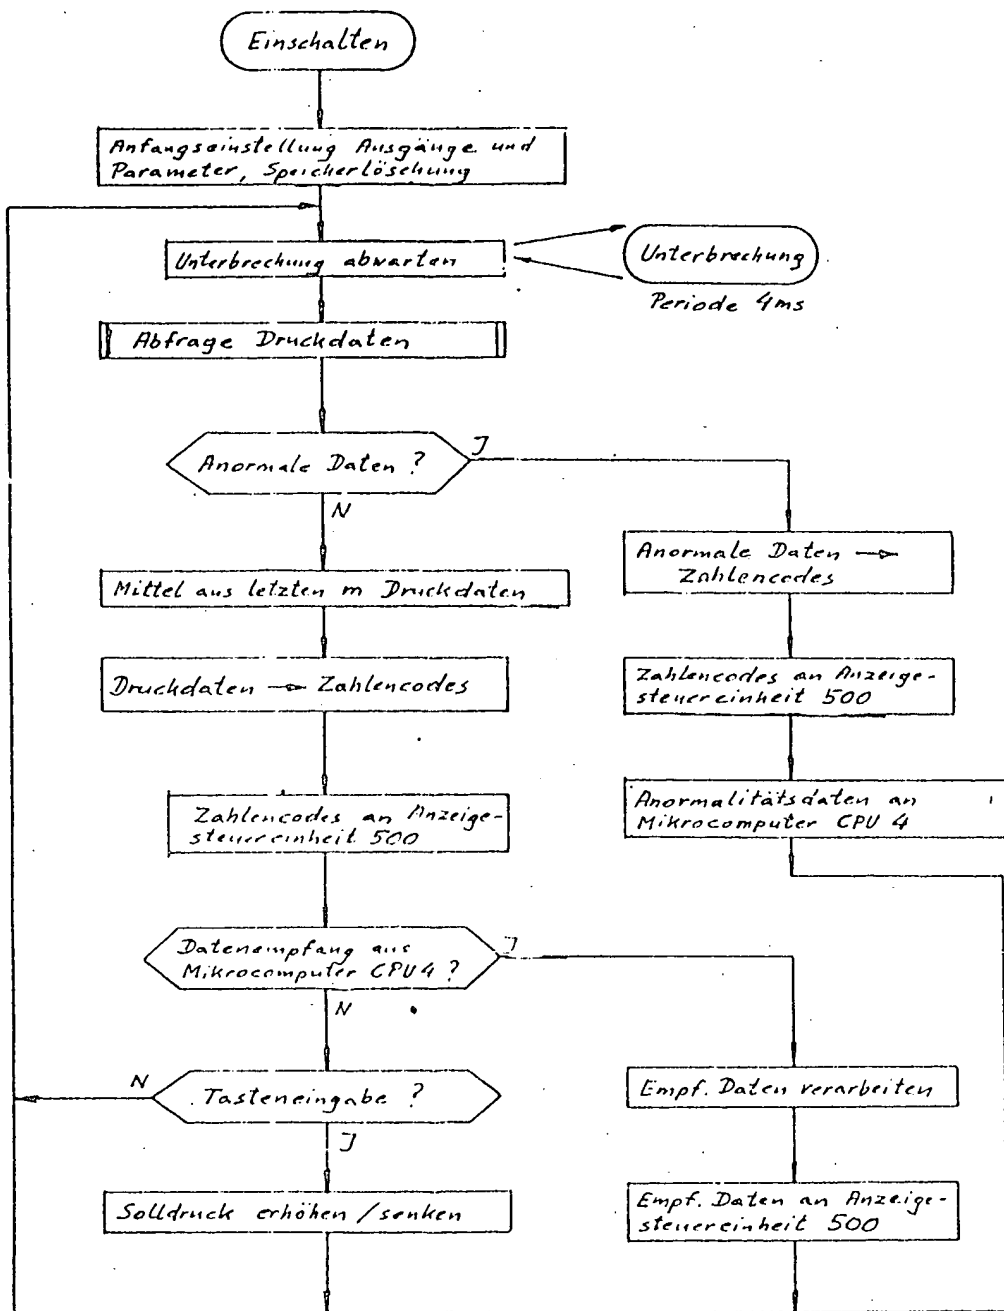 Einschalten
Anfangseinstellung Ausgänge und
Parameter, Speicherlöschung
Unterbrechung abwarten
Unterbrechung
Periode 4ms
Abfrage Druckdaten
Anormale Daten ?
J
N
Anormale Daten →
Zahlencodes
Mittel aus letzten m Druckdaten
Druckdaten → Zahlencodes
Zahlencodes an Anzeige-
steuereinheit 500
Zahlencodes an Anzeige-
steuereinheit 500
Anormalitätsdaten an
Mikrocomputer CPU 4
Datenempfang aus
Mikrocomputer CPU4 ?
J
N
Tasteneingabe ?
N
J
Empf. Daten verarbeiten
Solldruck erhöhen / senken
Empf. Daten an Anzeige-
steuereinheit 500